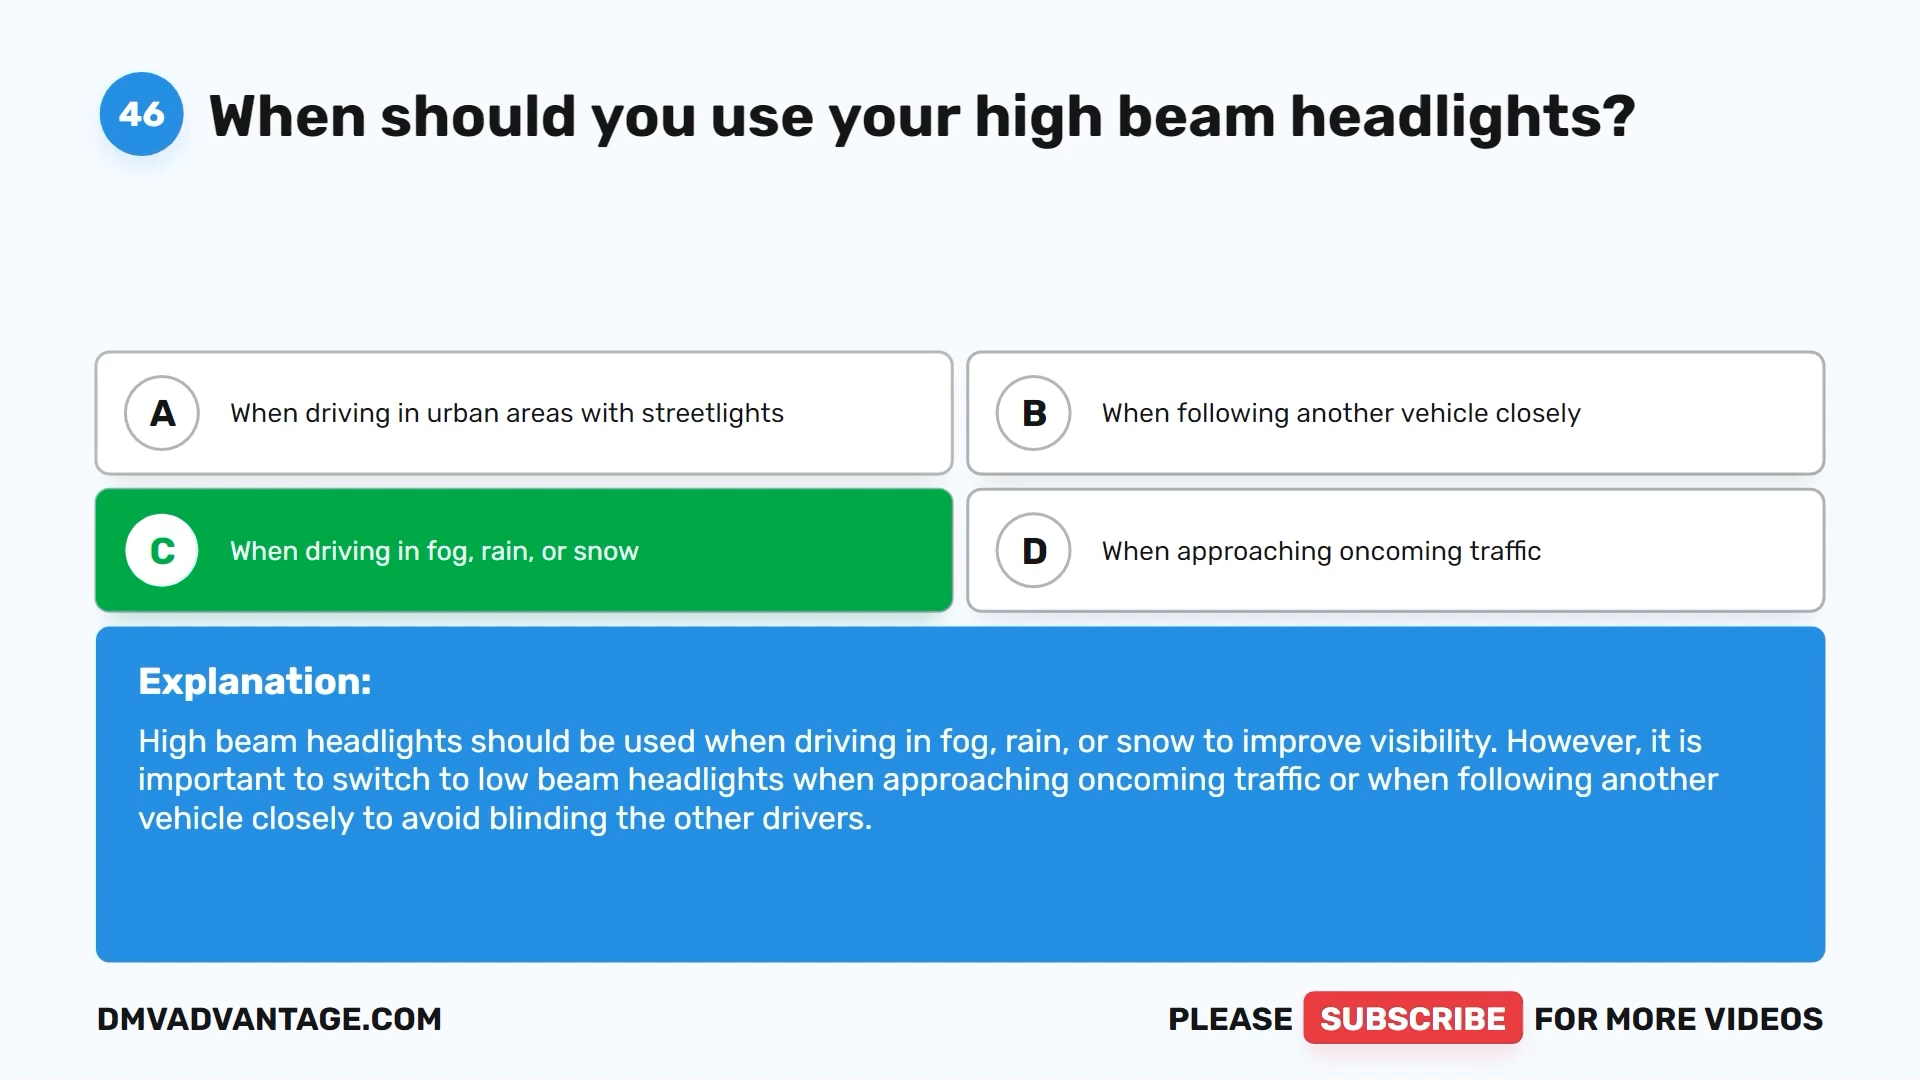 46 When should you use your high beam headlights?
A When driving in urban areas with streetlights
B When following another vehicle closely
C When driving in fog, rain, or snow
D When approaching oncoming traffic
Explanation:
High beam headlights should be used when driving in fog, rain, or snow to improve visibility. However, it is
important to switch to low beam headlights when approaching oncoming traffic or when following another
vehicle closely to avoid blinding the other drivers.
DMVADVANTAGE.COM
PLEASE SUBSCRIBE FOR MORE VIDEOS